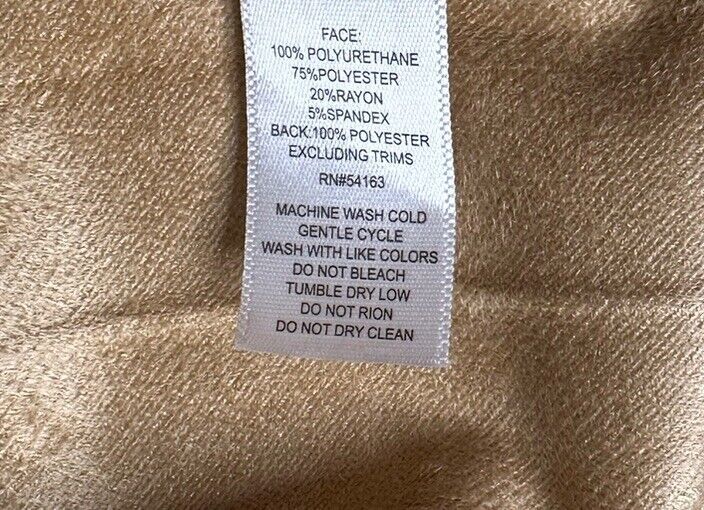 FACE:
100% POLYURETHANE
75%POLYESTER
20%RAYON
5%SPANDEX
BACK:100% POLYESTER
EXCLUDING TRIMS
RN#54163
MACHINE WASH COLD
GENTLE CYCLE
WASH WITH LIKE COLORS
DO NOT BLEACH
TUMBLE DRY LOW
DO NOT RION
DO NOT DRY CLEAN